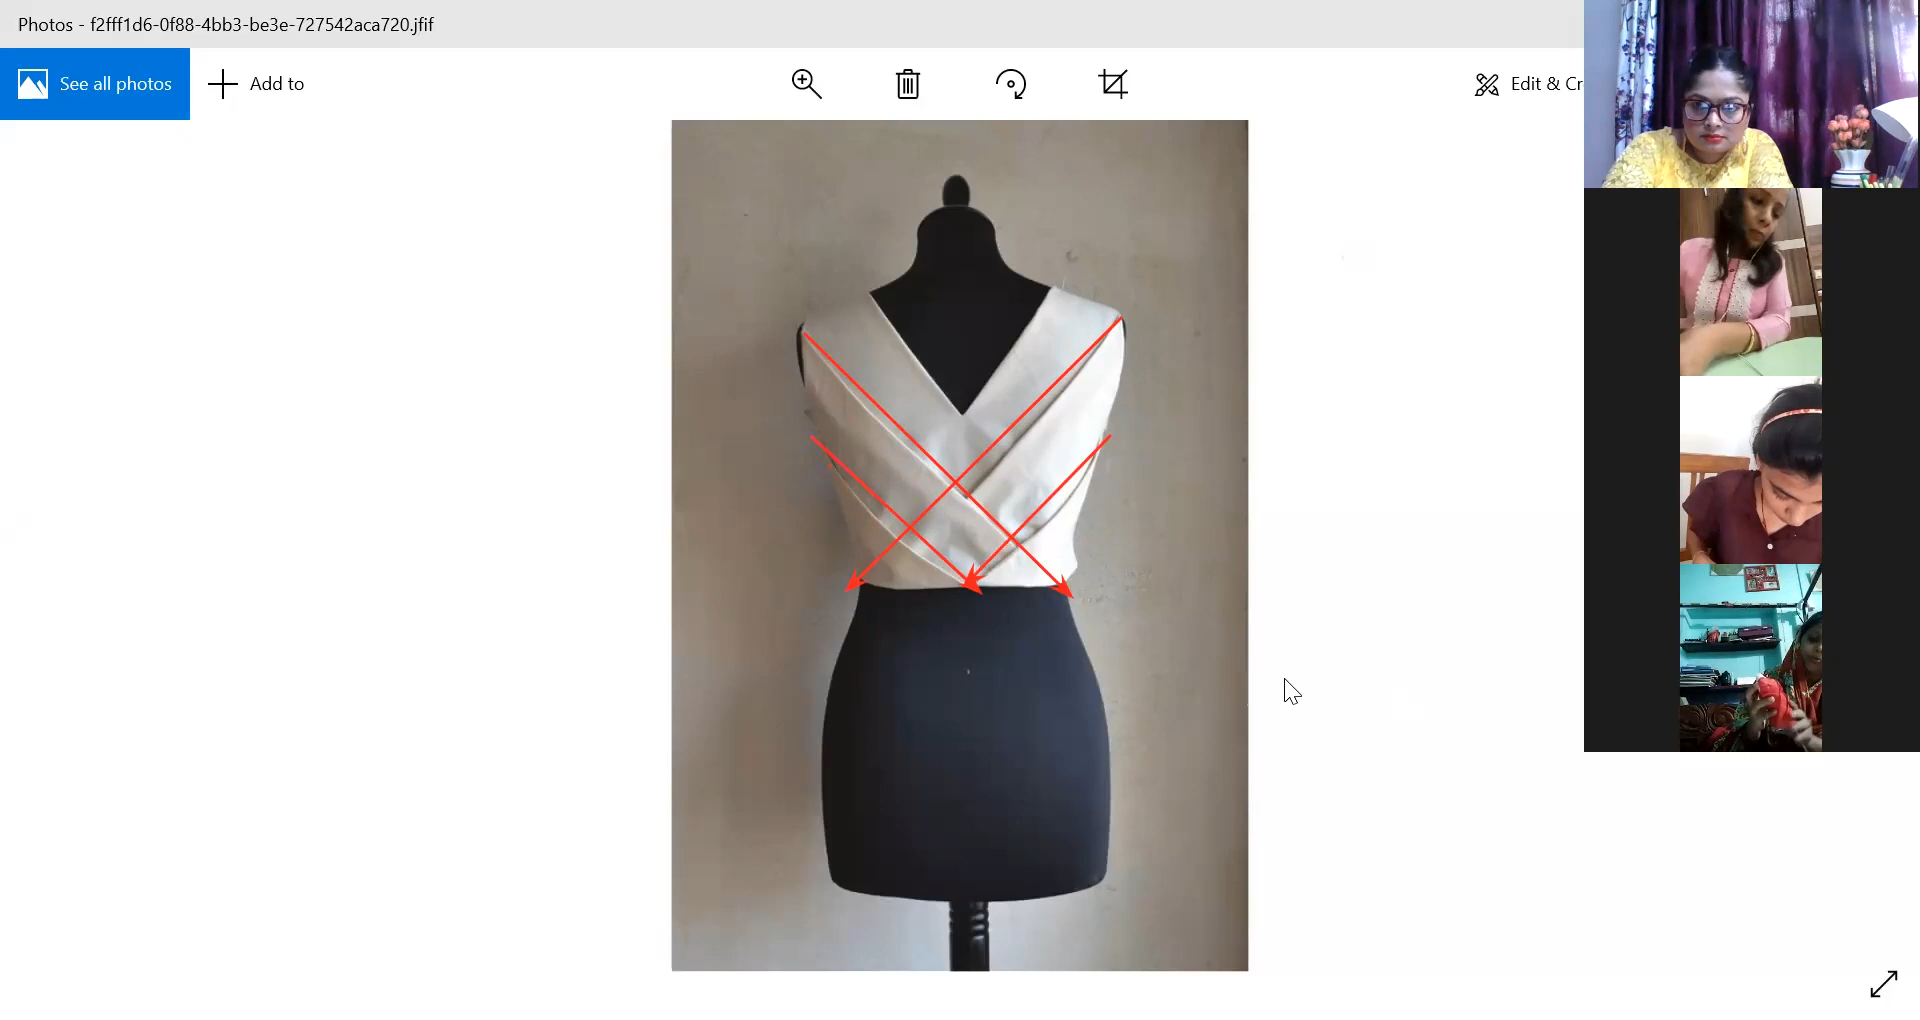 Photos - f2fff1d6-0f88-4bb3-be3e-727542aca720.jfif
See all photos
Add to
Edit & Cr